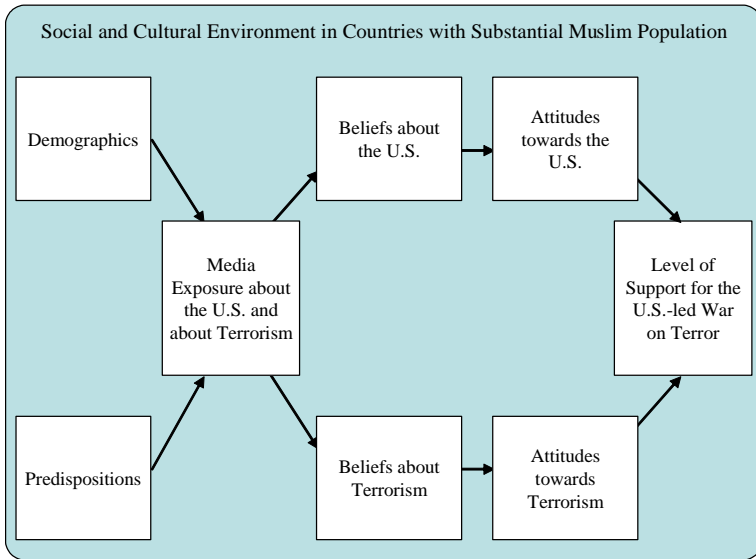 Social and Cultural Environment in Countries with Substantial Muslim Population
Demographics
Beliefs about
the U.S.
Attitudes
towards the
U.S.
Media
Exposure about
the U.S. and
about Terrorism
Level of
Support for the
U.S.-led War
on Terror
Predispositions
Beliefs about
Terrorism
Attitudes
towards
Terrorism